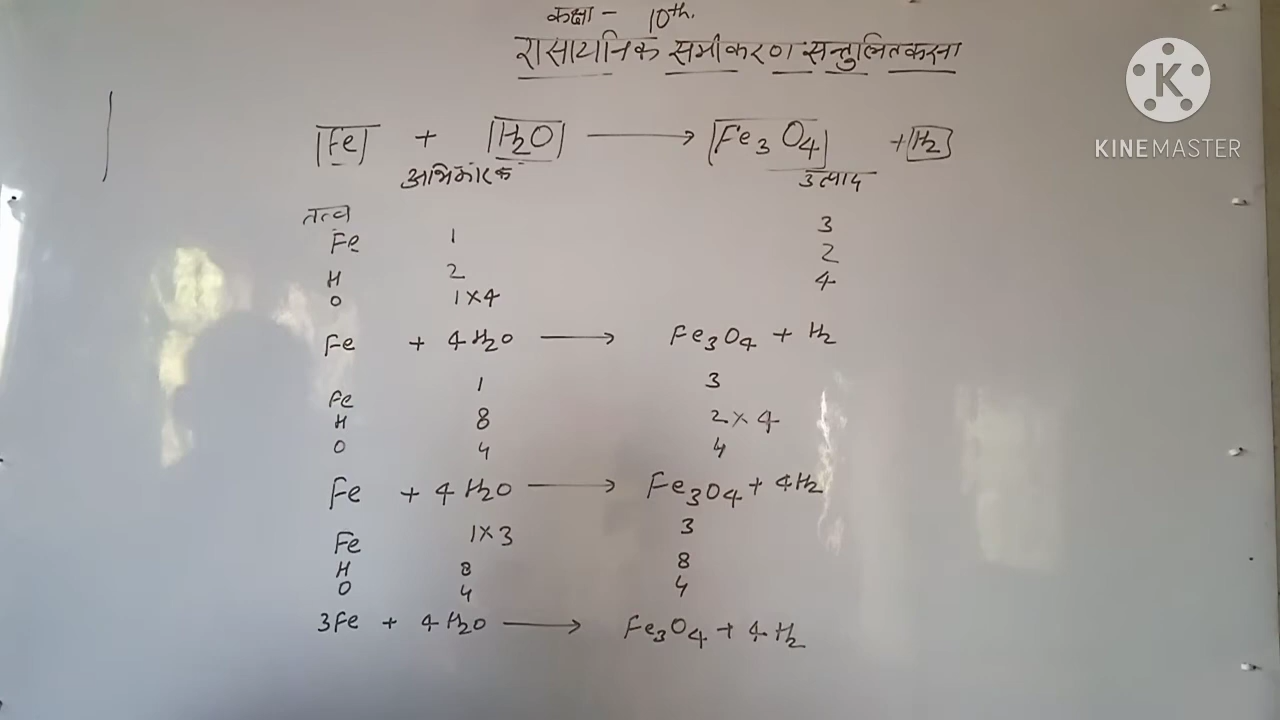 कक्षा - 10th.
रासायनिक समीकरण सन्तुलित करना
K
KINEMASTER
Fe + H2O → Fe3O4 + H2
अभिकारक उत्पाद
तत्व
Fe 1 3
H 2 2
O 1×4 4
Fe + 4H2O → Fe3O4 + H2
Fe 1 3
H 8 2×4
O 4 4
Fe + 4H2O → Fe3O4 + 4H2
Fe 1×3 3
H 8 8
O 4 4
3Fe + 4H2O → Fe3O4 + 4H2